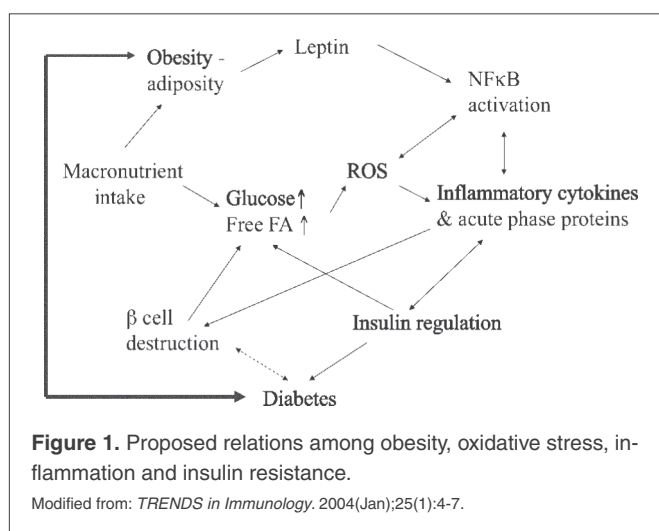 Leptin
Obesity -
adiposity
NFκB
activation
Macronutrient
intake
ROS
Glucose↑
Free FA ↑
Inflammatory cytokines
& acute phase proteins
β cell
destruction
Insulin regulation
Diabetes
Figure 1. Proposed relations among obesity, oxidative stress, in-
flammation and insulin resistance.
Modified from: TRENDS in Immunology. 2004(Jan);25(1):4-7.